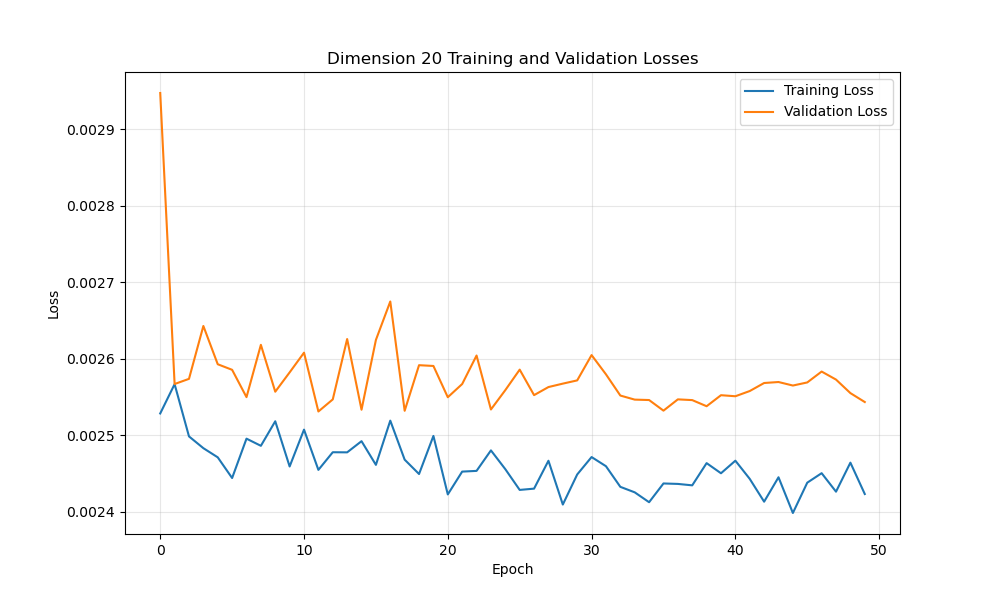 Dimension 20 Training and Validation Losses
Training Loss
Validation Loss
0.0029
0.0028
0.0027
0.0026
0.0025
0.0024
Loss
0 10 20 30 40 50
Epoch